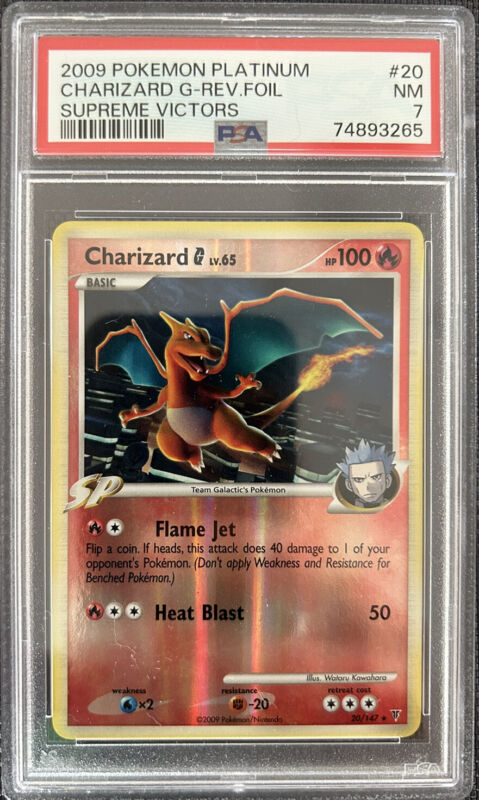 2009 POKEMON PLATINUM #20
CHARIZARD G-REV.FOIL NM
SUPREME VICTORS 7
PSA 74893265
Charizard G LV.65 HP 100
BASIC
SP
Team Galactic's Pokémon
Flame Jet
Flip a coin. If heads, this attack does 40 damage to 1 of your
opponent's Pokémon. (Don't apply Weakness and Resistance for
Benched Pokémon.)
Heat Blast 50
Illus. Wataru Kawahara
weakness resistance retreat cost
×2 -20
©2009 Pokémon/Nintendo 20/147 ★
PSA